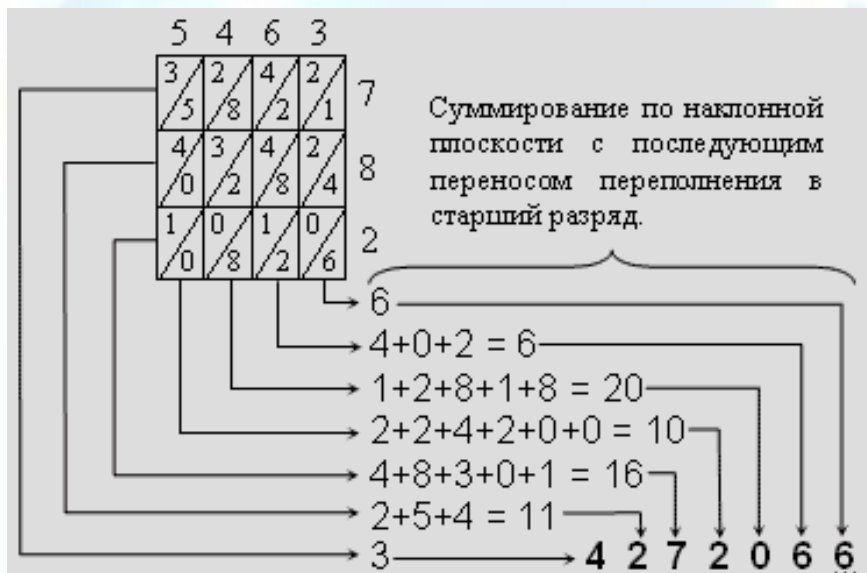 5 4 6 3
3 2 4 2
5 8 2 1 7
4 3 4 2
0 2 8 4 8
1 0 1 0
0 8 2 6 2
Суммирование по наклонной
плоскости с последующим
переносом переполнения в
старший разряд.
6
4+0+2 = 6
1+2+8+1+8 = 20
2+2+4+2+0+0 = 10
4+8+3+0+1 = 16
2+5+4 = 11
3 4 2 7 2 0 6 6